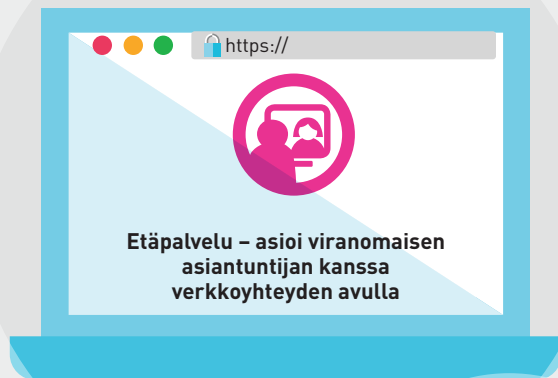 https://
Etäpalvelu – asioi viranomaisen
asiantuntijan kanssa
verkkoyhteyden avulla